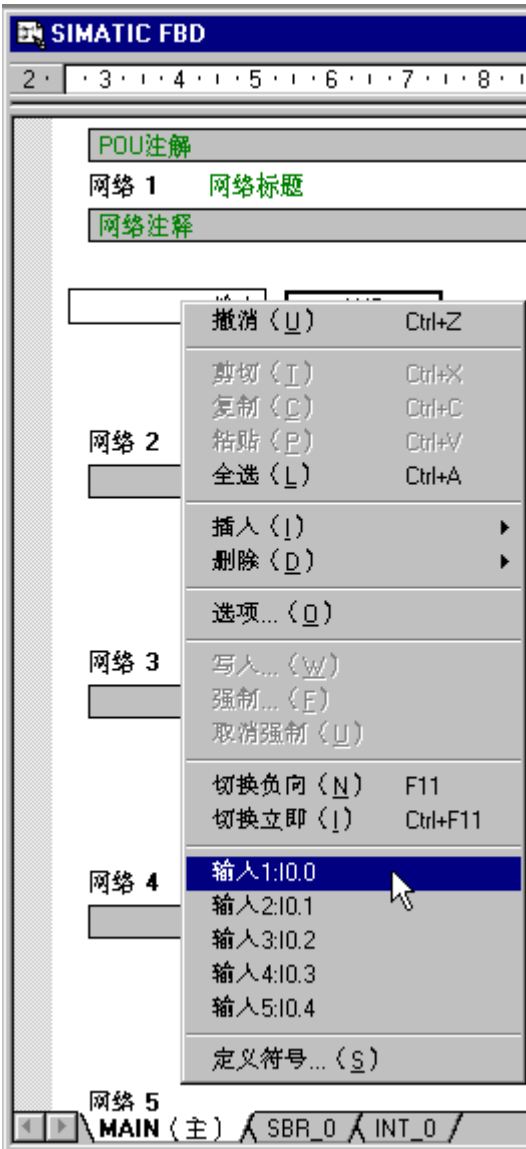 SIMATIC FBD
2 · · 3 · ı · 4 · ı · 5 · ı · 6 · ı · 7 · ı · 8 · ı
POU注解
网络 1 网络标题
网络注释
撤消（U） Ctrl+Z
剪切（T） Ctrl+X
复制（C） Ctrl+C
粘贴（P） Ctrl+V
全选（L） Ctrl+A
插入（I）
删除（D）
选项...（O）
写入...（W）
强制...（F）
取消强制（U）
切换负向（N） F11
切换立即（I） Ctrl+F11
输入1:I0.0
输入2:I0.1
输入3:I0.2
输入4:I0.3
输入5:I0.4
定义符号...（S）
网络 2
网络 3
网络 4
网络 5
MAIN（主） SBR_0 INT_0